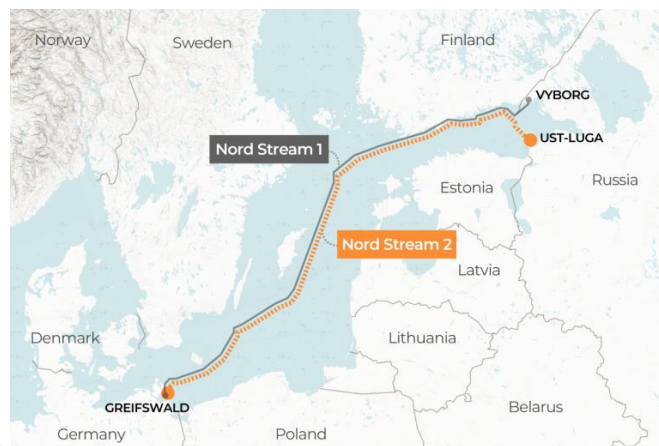 Norway
Sweden
Finland
VYBORG
Nord Stream 1
UST-LUGA
Estonia
Russia
Nord Stream 2
Latvia
Denmark
Lithuania
GREIFSWALD
Belarus
Germany
Poland